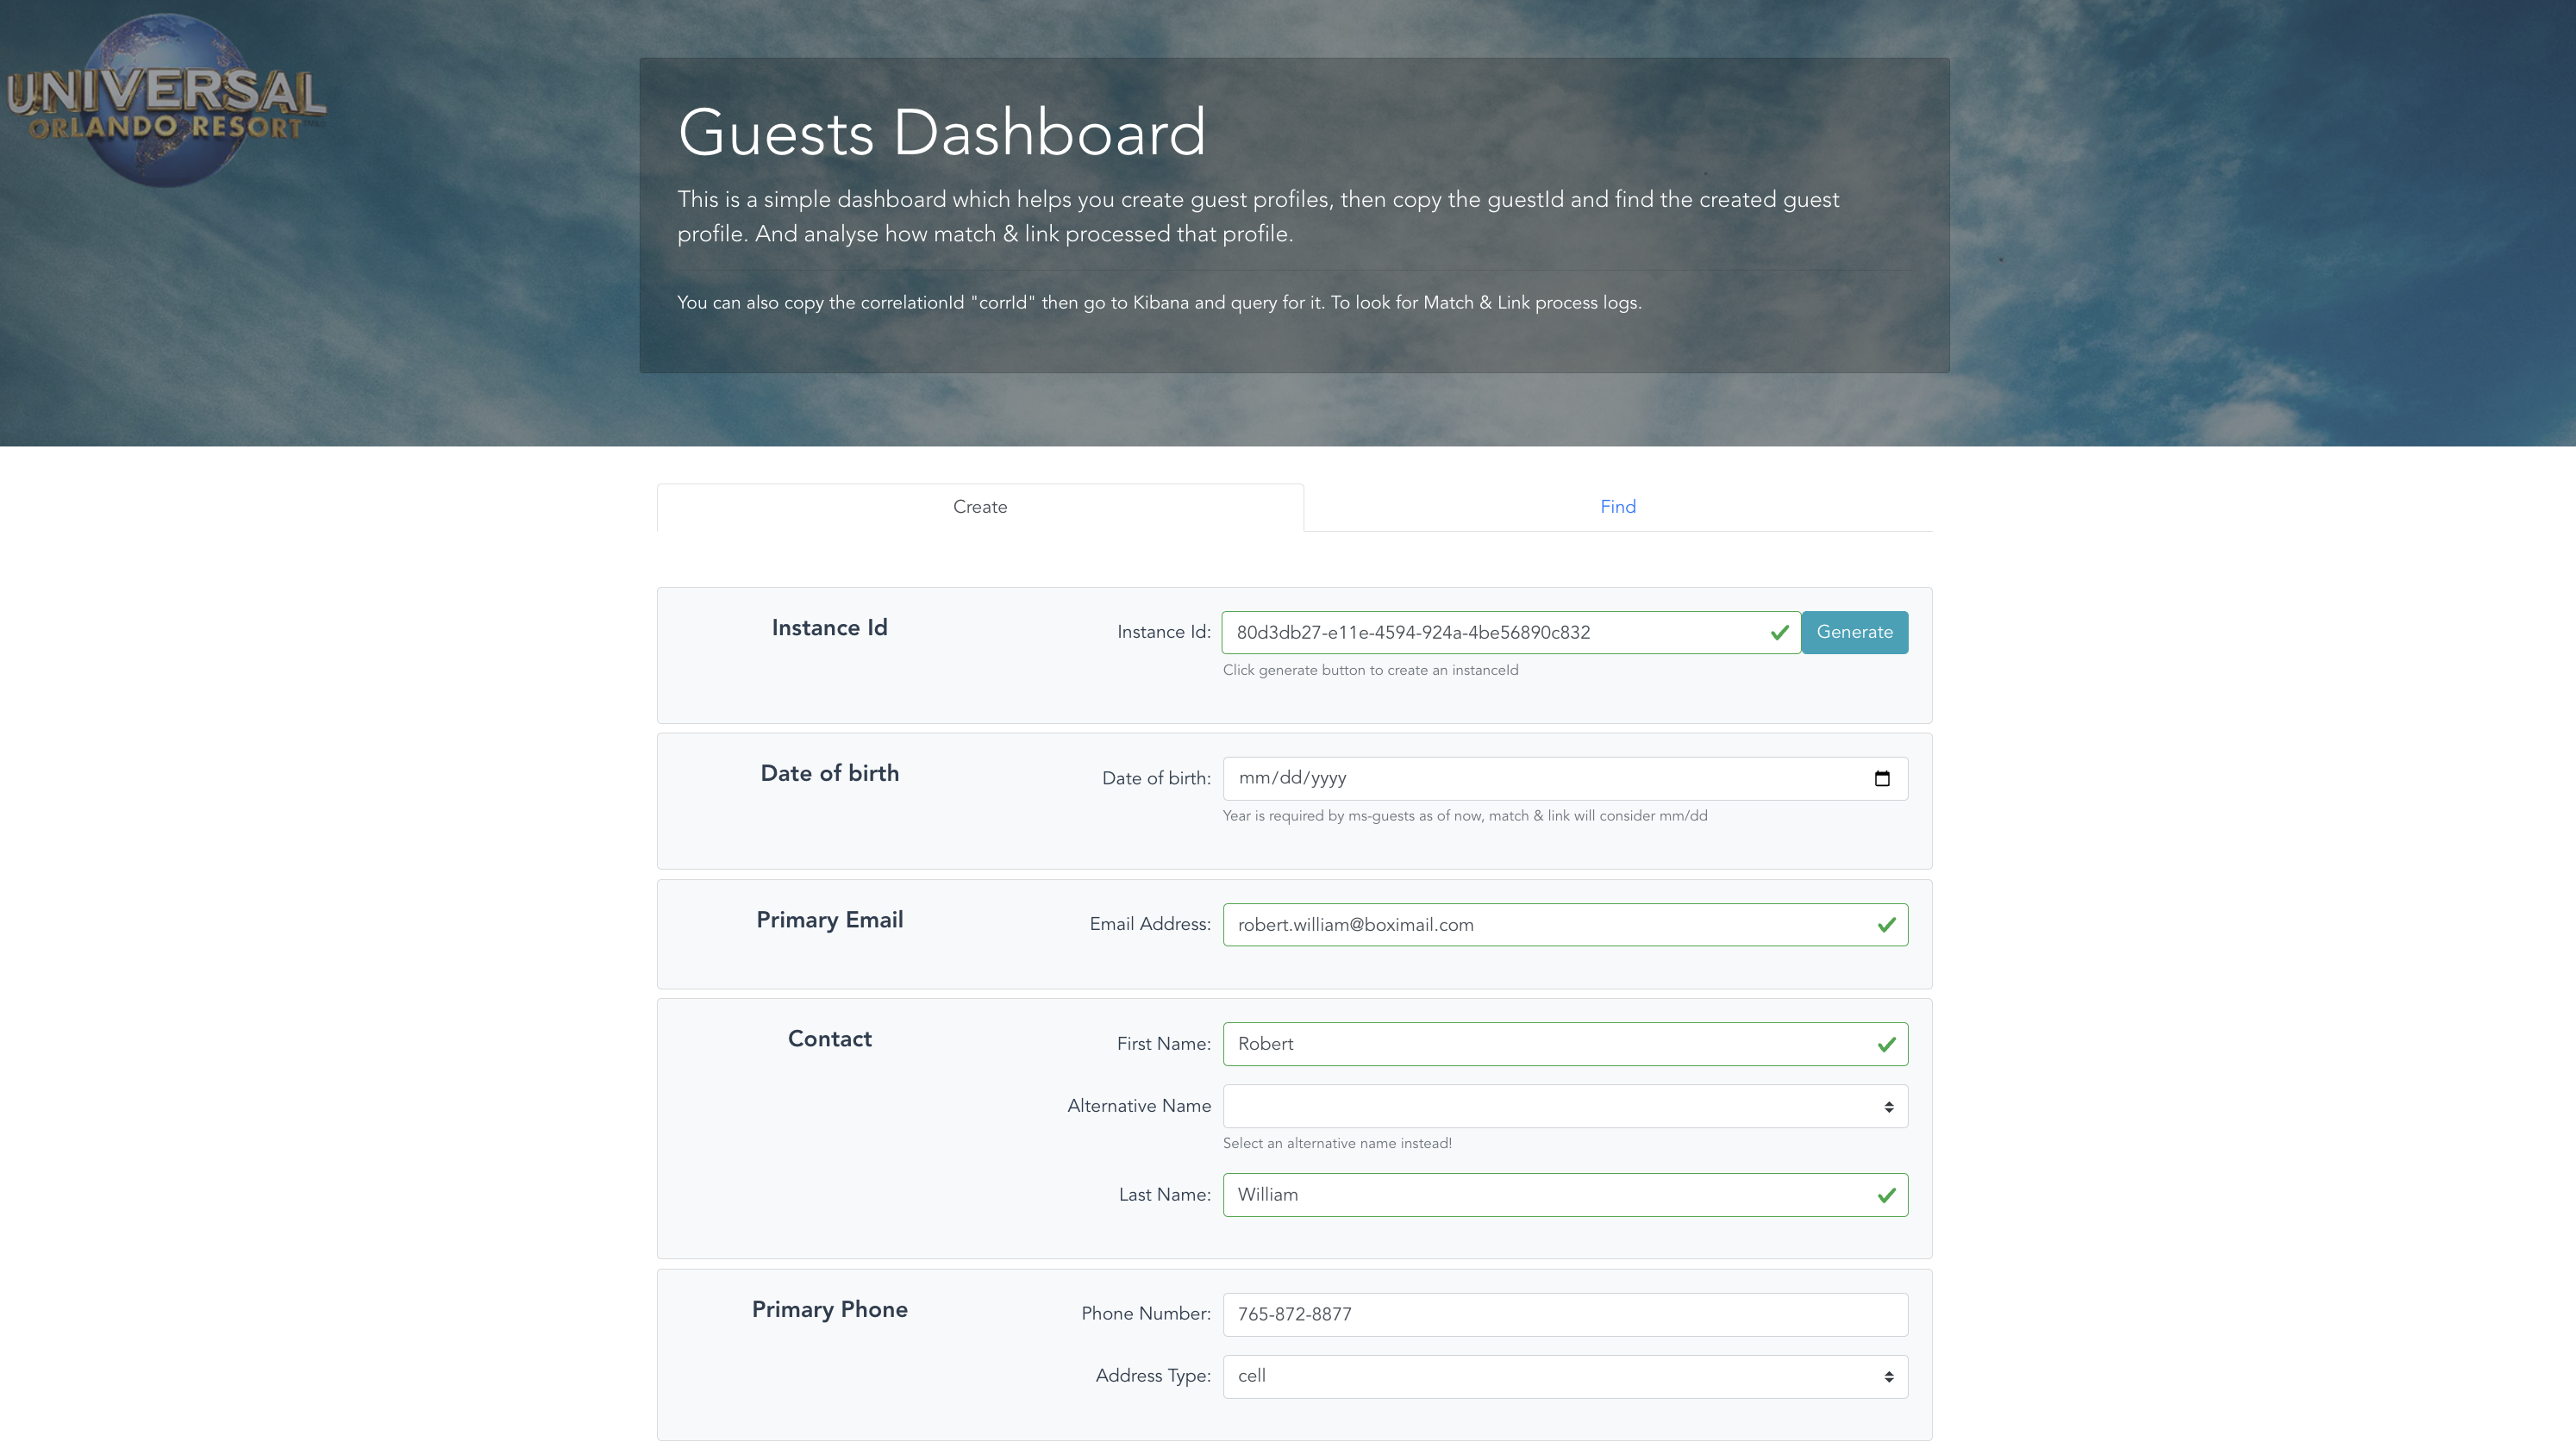 UNIVERSAL
ORLANDO RESORT
Guests Dashboard
This is a simple dashboard which helps you create guest profiles, then copy the guestId and find the created guest
profile. And analyse how match & link processed that profile.
You can also copy the correlationId "corrId" then go to Kibana and query for it. To look for Match & Link process logs.
Create
Find
Instance Id
Instance Id:
80d3db27-e11e-4594-924a-4be56890c832
Generate
Click generate button to create an instanceId
Date of birth
Date of birth:
mm/dd/yyyy
Year is required by ms-guests as of now, match & link will consider mm/dd
Primary Email
Email Address:
robert.william@boximail.com
Contact
First Name:
Robert
Alternative Name
Select an alternative name instead!
Last Name:
William
Primary Phone
Phone Number:
765-872-8877
Address Type:
cell